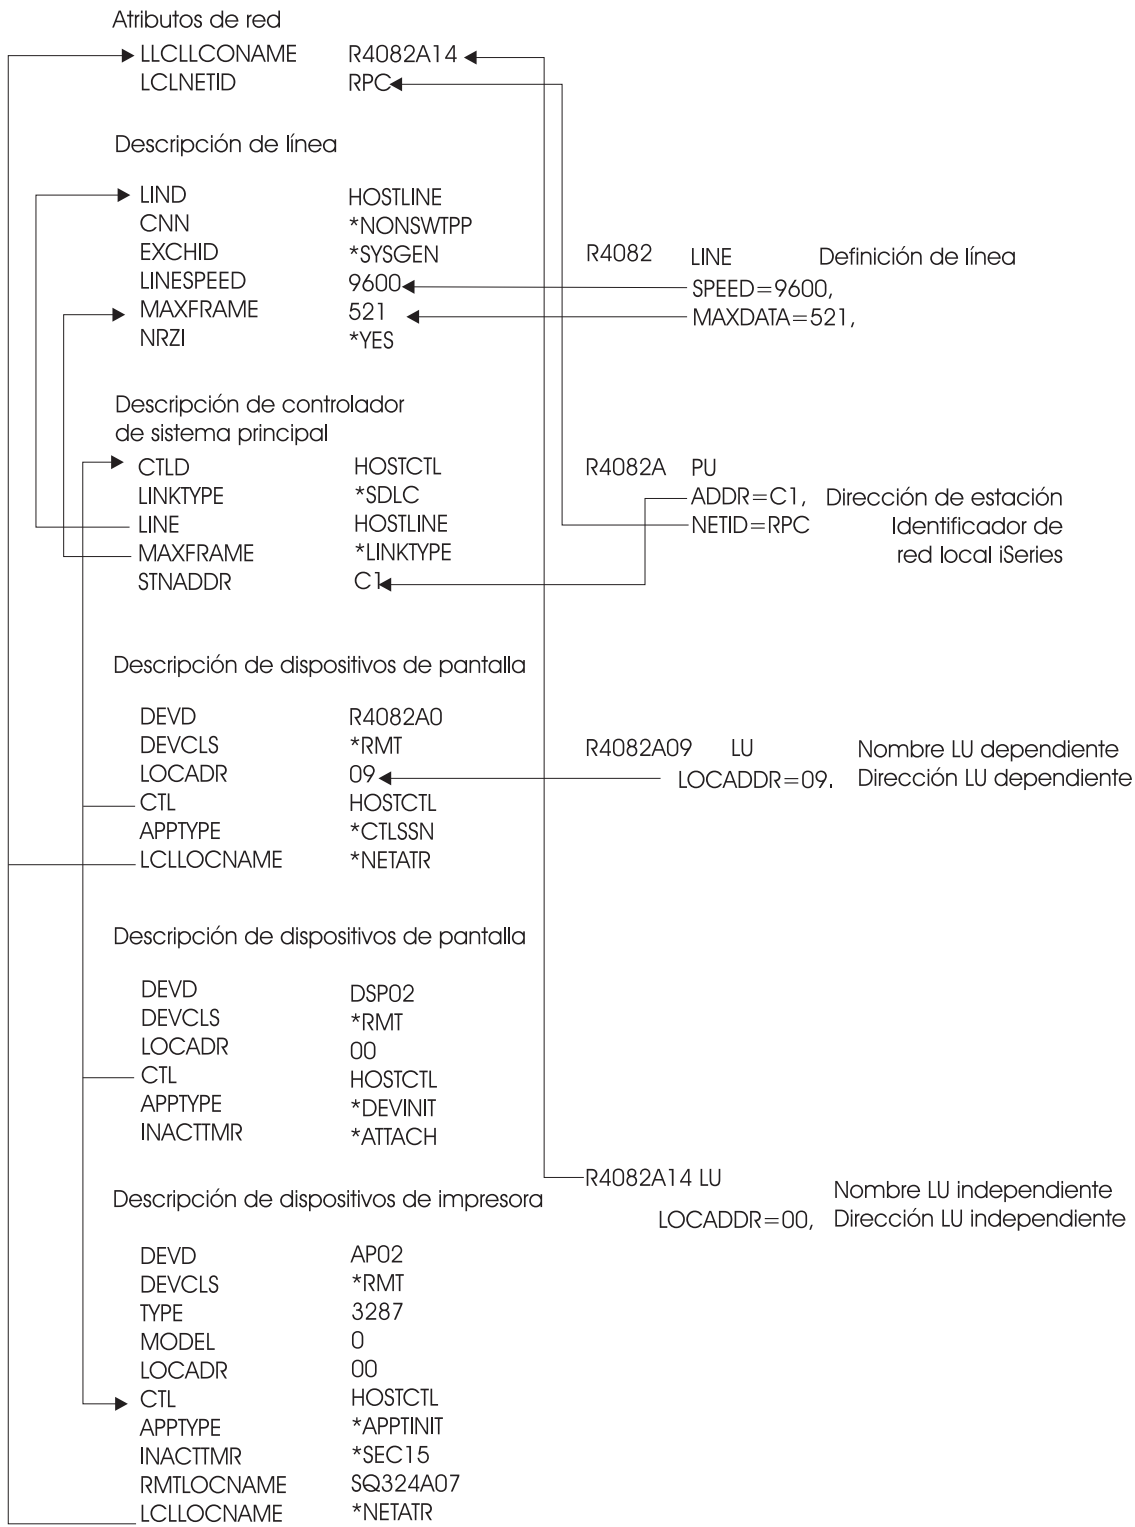 Atributos de red
LLCLLCONAME R4082A14
LCLNETID RPC
Descripción de línea
LIND HOSTLINE
CNN *NONSWTPP
EXCHID *SYSGEN
LINESPEED 9600
MAXFRAME 521
NRZI *YES
R4082 LINE Definición de línea
SPEED=9600,
MAXDATA=521,
Descripción de controlador
de sistema principal
CTLD HOSTCTL
LINKTYPE *SDLC
LINE HOSTLINE
MAXFRAME *LINKTYPE
STNADDR C1
R4082A PU
ADDR=C1, Dirección de estación
NETID=RPC Identificador de
red local iSeries
Descripción de dispositivos de pantalla
DEVD R4082A0
DEVCLS *RMT
LOCADR 09
CTL HOSTCTL
APPTYPE *CTLSSN
LCLLOCNAME *NETATR
R4082A09 LU Nombre LU dependiente
LOCADDR=09. Dirección LU dependiente
Descripción de dispositivos de pantalla
DEVD DSP02
DEVCLS *RMT
LOCADR 00
CTL HOSTCTL
APPTYPE *DEVINIT
INACTTMR *ATTACH
R4082A14 LU Nombre LU independiente
LOCADDR=00, Dirección LU independiente
Descripción de dispositivos de impresora
DEVD AP02
DEVCLS *RMT
TYPE 3287
MODEL 0
LOCADR 00
CTL HOSTCTL
APPTYPE *APPTINIT
INACTTMR *SEC15
RMTLOCNAME SQ324A07
LCLLOCNAME *NETATR